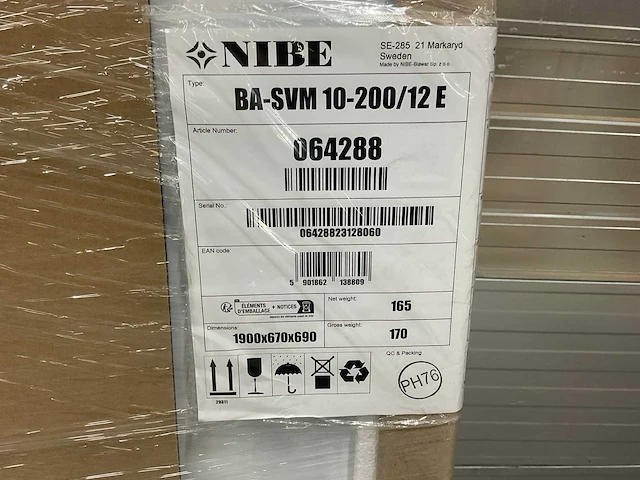 NIBE
SE-285 21 Markaryd
Sweden
Made by NIBE-Biawar Sp. z o.o.
Type:
BA-SVM 10-200/12 E
Article Number:
064288
Serial No.:
06428823128060
EAN code:
5 901862 138809
ÉLÉMENTS
D'EMBALLAGE + NOTICES
Net weight: 165
Dimensions: 1900x670x690
Gross weight: 170
QC & Packing
PH76